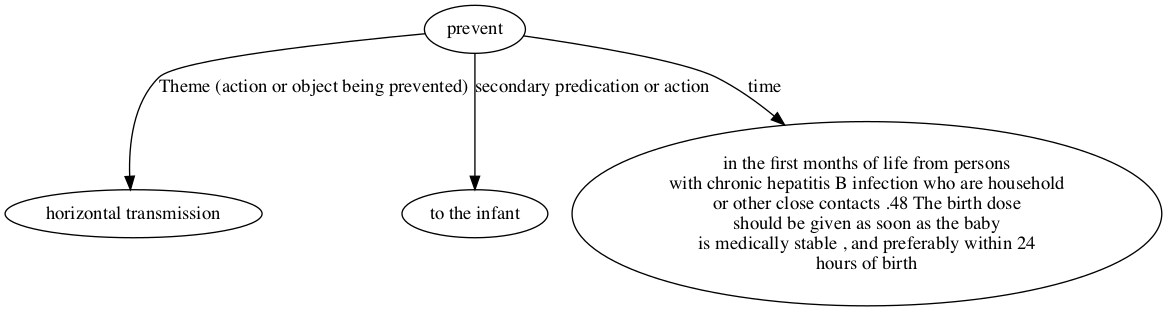 prevent
Theme (action or object being prevented)
secondary predication or action
time
horizontal transmission
to the infant
in the first months of life from persons
with chronic hepatitis B infection who are household
or other close contacts .48 The birth dose
should be given as soon as the baby
is medically stable , and preferably within 24
hours of birth